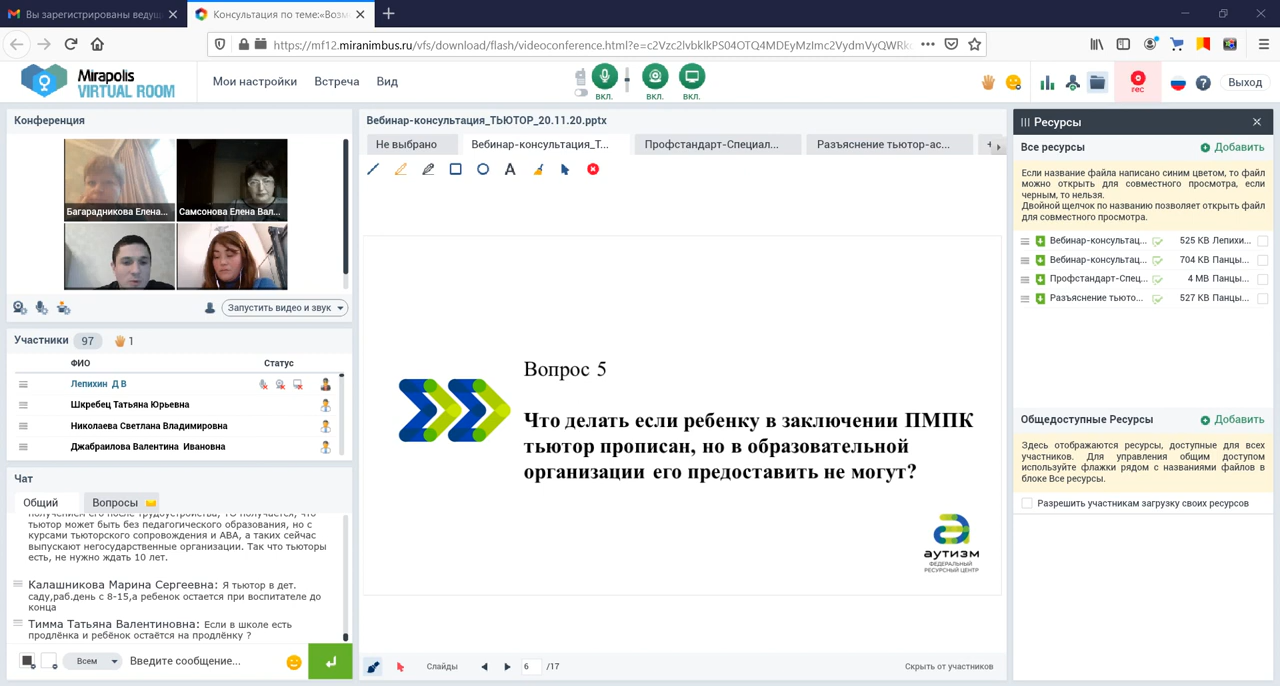 Вы зарегистрированы ведущ
Консультация по теме:«Возм
https://mf12.miranimbus.ru/vfs/download/flash/videoconference.html?e=
Mirapolis
VIRTUAL ROOM
Мои настройки
Встреча
Вид
вкл.
вкл.
вкл.
rec
Выход
Конференция
Багарадникова Елена...
Самсонова Елена Вал...
Запустить видео и звук
Участники 97
1
ФИО
Статус
Лепихин Д В
Шкребец Татьяна Юрьевна
Николаева Светлана Владимировна
Джабраилова Валентина Ивановна
Чат
Общий
Вопросы
получением его после трудоустройства, то получается, что
тьютор может быть без педагогического образования, но с
курсами тьюторского сопровождения и АВА, а таких сейчас
выпускают негосударственные организации. Так что тьюторы
есть, не нужно ждать 10 лет.
Калашникова Марина Сергеевна: Я тьютор в дет.
саду,раб.день с 8-15,а ребенок остается при воспитателе до
конца
Тимма Татьяна Валентиновна: Если в школе есть
продлёнка и ребёнок остаётся на продлёнку ?
Всем
Введите сообщение...
Вебинар-консультация_ТЬЮТОР_20.11.20.pptx
Не выбрано
Вебинар-консультация_Т...
Профстандарт-Специал...
Разъяснение тьютор-ас...
A
Вопрос 5
Что делать если ребенку в заключении ПМПК
тьютор прописан, но в образовательной
организации его предоставить не могут?
аутизм
ФЕДЕРАЛЬНЫЙ
РЕСУРСНЫЙ ЦЕНТР
Слайды
6 /17
Скрыть от участников
Ресурсы
Все ресурсы
Добавить
Если название файла написано синим цветом, то файл
можно открыть для совместного просмотра, если
черным, то нельзя.
Двойной щелчок по названию позволяет открыть файл
для совместного просмотра.
Вебинар-консультац... 525 KB Лепихи...
Вебинар-консультац... 704 KB Панцы...
Профстандарт-Спец... 4 MB Панцы...
Разъяснение тьюто... 527 KB Панцы...
Общедоступные Ресурсы
Добавить
Здесь отображаются ресурсы, доступные для всех
участников. Для управления общим доступом
используйте флажки рядом с названиями файлов в
блоке Все ресурсы.
Разрешить участникам загрузку своих ресурсов